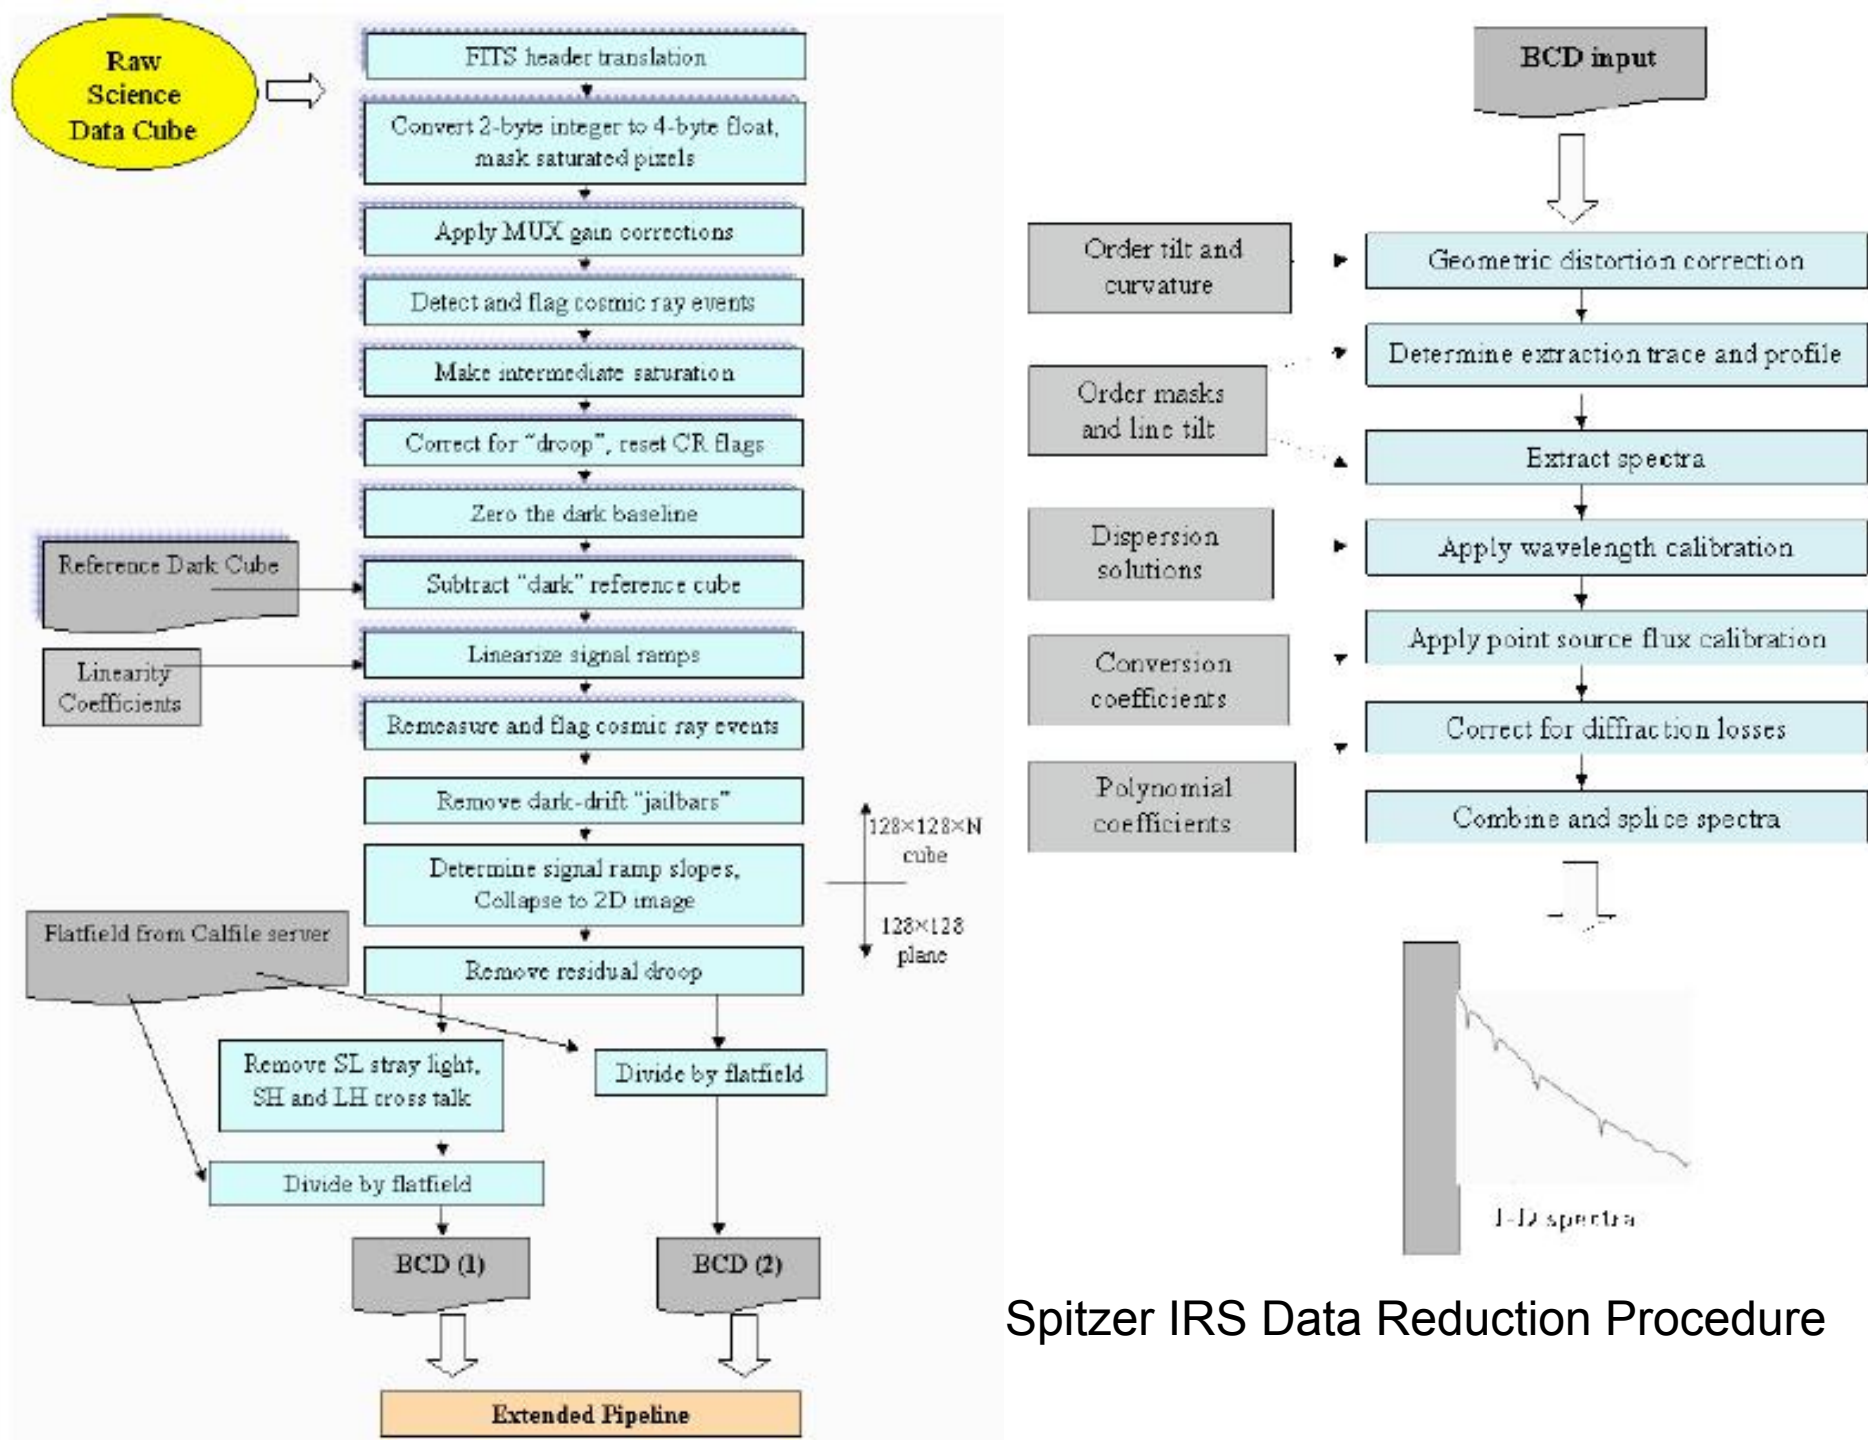 Raw
Science
Data Cube
FITS header translation
Convert 2-byte integer to 4-byte float,
mask saturated pixels
Apply MUX gain corrections
Detect and flag cosmic ray events
Make intermediate saturation
Correct for “droop”, reset CR flags
Zero the dark baseline
Reference Dark Cube
Subtract “dark” reference cube
Linearity
Coefficients
Linearize signal ramps
Remeasure and flag cosmic ray events
Remove dark-drift “jailbars”
128×128×N
cube
Determine signal ramp slopes,
Collapse to 2D image
128×128
plane
Flatfield from Calfile server
Remove residual droop
Remove SL stray light,
SH and LH cross talk
Divide by flatfield
Divide by flatfield
BCD (1)
BCD (2)
Extended Pipeline
BCD input
Order tilt and
curvature
Geometric distortion correction
Determine extraction trace and profile
Order masks
and line tilt
Extract spectra
Dispersion
solutions
Apply wavelength calibration
Conversion
coefficients
Apply point source flux calibration
Correct for diffraction losses
Polynomial
coefficients
Combine and splice spectra
1-D spectra
Spitzer IRS Data Reduction Procedure